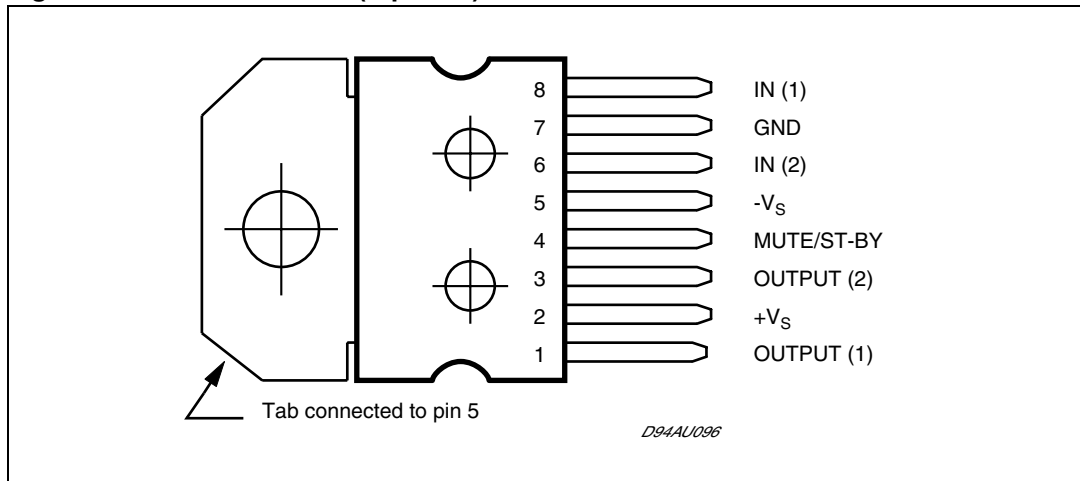 8 IN (1)
7 GND
6 IN (2)
5 -VS
4 MUTE/ST-BY
3 OUTPUT (2)
2 +VS
1 OUTPUT (1)
Tab connected to pin 5
D94AU096